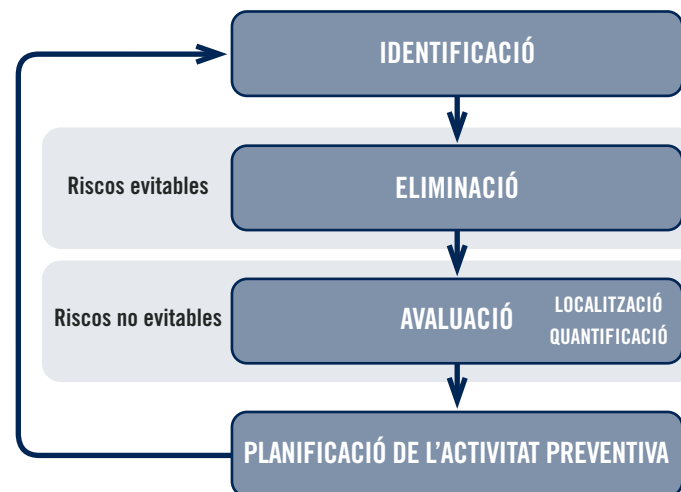 IDENTIFICACIÓ
Riscos evitables
ELIMINACIÓ
Riscos no evitables
AVALUACIÓ
LOCALITZACIÓ
QUANTIFICACIÓ
PLANIFICACIÓ DE L’ACTIVITAT PREVENTIVA